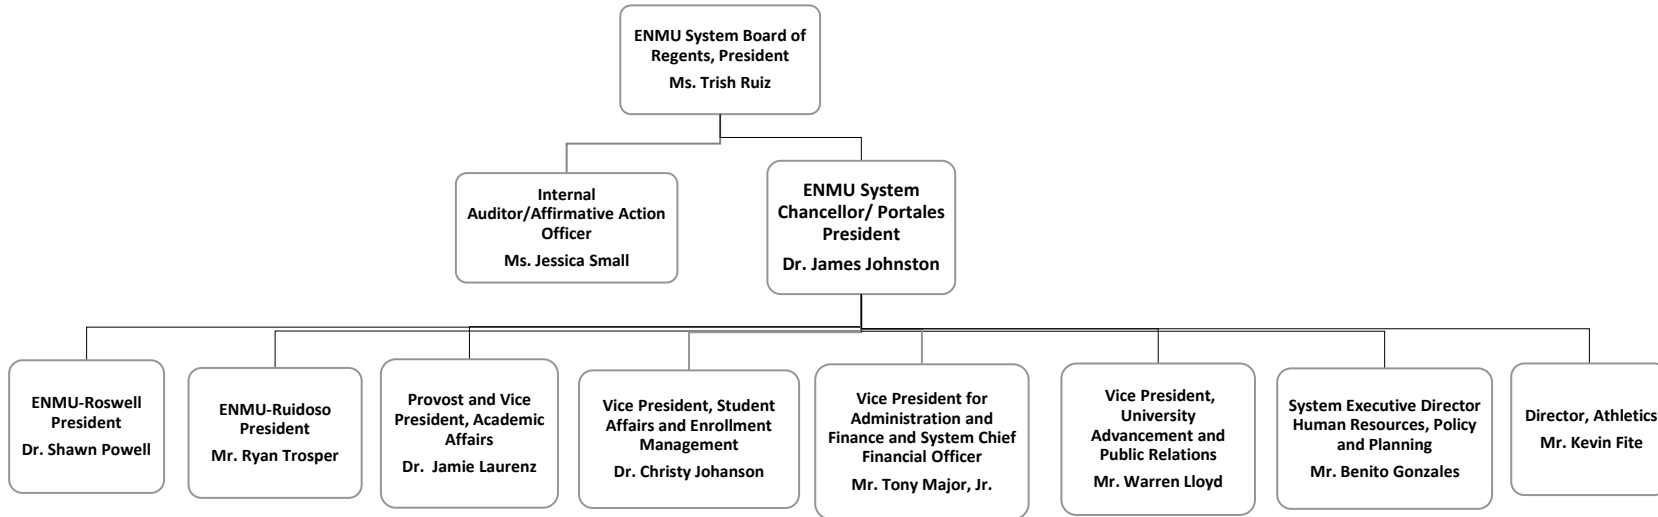 ENMU System Board of
Regents, President
Ms. Trish Ruiz
Internal
Auditor/Affirmative Action
Officer
Ms. Jessica Small
ENMU System
Chancellor/ Portales
President
Dr. James Johnston
ENMU-Roswell
President
Dr. Shawn Powell
ENMU-Ruidoso
President
Mr. Ryan Trosper
Provost and Vice
President, Academic
Affairs
Dr. Jamie Laurenz
Vice President, Student
Affairs and Enrollment
Management
Dr. Christy Johanson
Vice President for
Administration and
Finance and System Chief
Financial Officer
Mr. Tony Major, Jr.
Vice President,
University
Advancement and
Public Relations
Mr. Warren Lloyd
System Executive Director
Human Resources, Policy
and Planning
Mr. Benito Gonzales
Director, Athletics
Mr. Kevin Fite